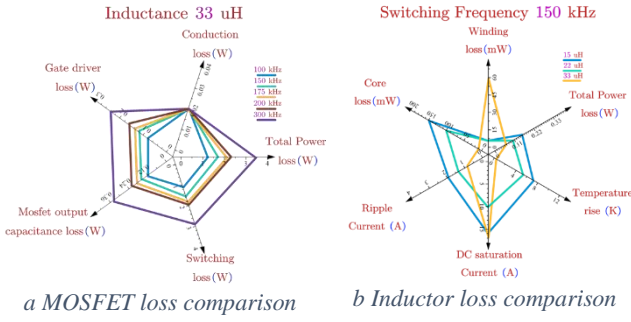 Inductance 33 uH
Conduction
loss(W)
Gate driver
loss(W)
100 kHz
150 kHz
175 kHz
200 kHz
300 kHz
Total Power
loss(W)
Mosfet output
capacitance loss(W)
Switching
loss(W)
a MOSFET loss comparison
Switching Frequency 150 kHz
Winding
loss(mW)
15 uH
22 uH
33 uH
Core
loss(mW)
Total Power
loss(W)
Ripple
Current (A)
Temperature
rise (K)
DC saturation
Current (A)
b Inductor loss comparison